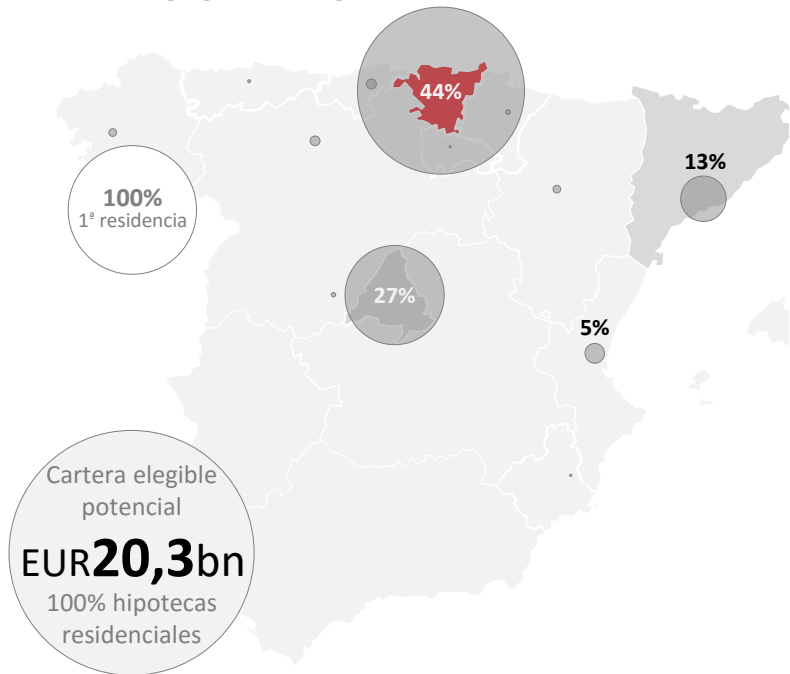 44%
13%
100%
1ª residencia
27%
5%
Cartera elegible
potencial
EUR20,3bn
100% hipotecas
residenciales